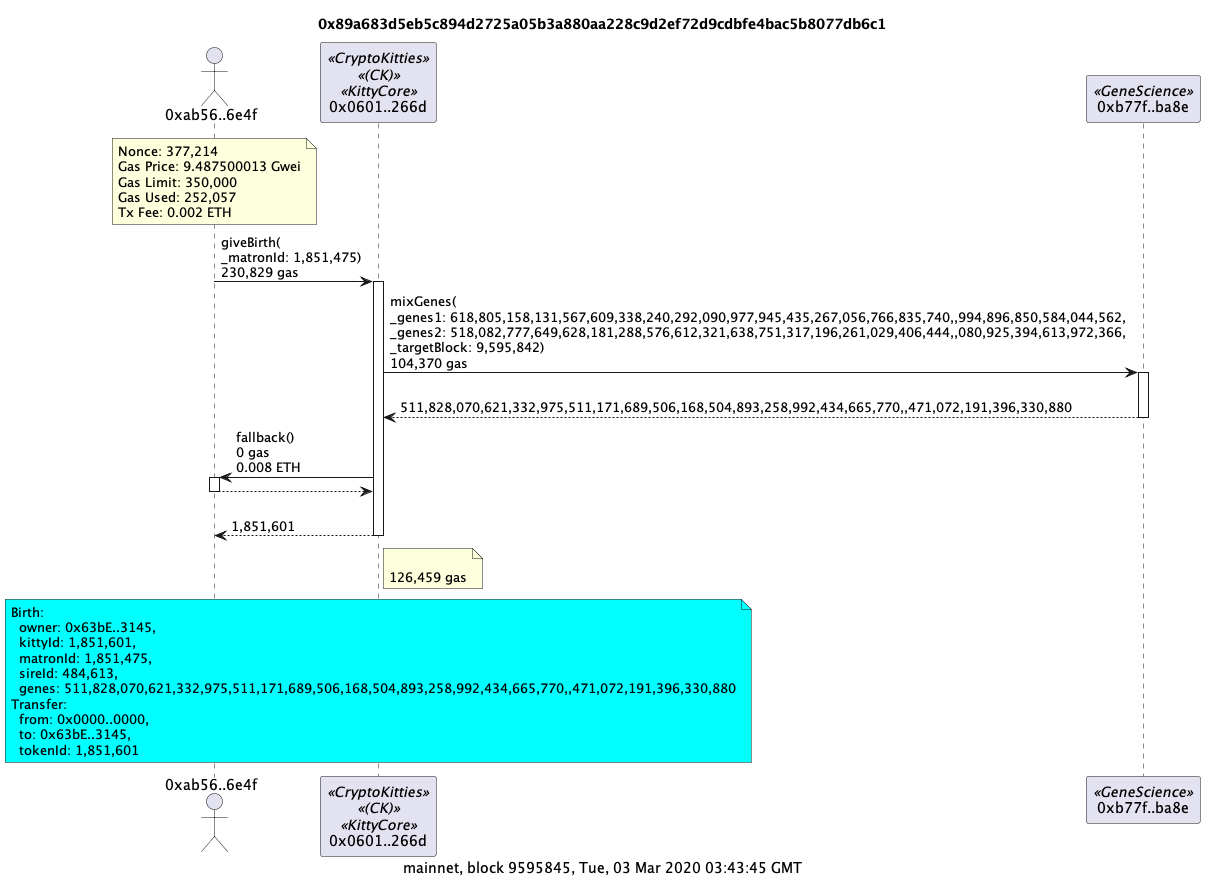 0x89a683d5eb5c894d2725a05b3a880aa228c9d2ef72d9cdbfe4bac5b8077db6c1
0xab56..6e4f
«CryptoKitties»
«(CK)»
«KittyCore»
0x0601..266d
«GeneScience»
0xb77f..ba8e
Nonce: 377,214
Gas Price: 9.487500013 Gwei
Gas Limit: 350,000
Gas Used: 252,057
Tx Fee: 0.002 ETH
giveBirth(
_matronId: 1,851,475)
230,829 gas
mixGenes(
_genes1: 618,805,158,131,567,609,338,240,292,090,977,945,435,267,056,766,835,740,,994,896,850,584,044,562,
_genes2: 518,082,777,649,628,181,288,576,612,321,638,751,317,196,261,029,406,444,,080,925,394,613,972,366,
_targetBlock: 9,595,842)
104,370 gas
511,828,070,621,332,975,511,171,689,506,168,504,893,258,992,434,665,770,,471,072,191,396,330,880
fallback()
0 gas
0.008 ETH
1,851,601
126,459 gas
Birth:
owner: 0x63bE..3145,
kittyId: 1,851,601,
matronId: 1,851,475,
sireId: 484,613,
genes: 511,828,070,621,332,975,511,171,689,506,168,504,893,258,992,434,665,770,,471,072,191,396,330,880
Transfer:
from: 0x0000..0000,
to: 0x63bE..3145,
tokenId: 1,851,601
0xab56..6e4f
«CryptoKitties»
«(CK)»
«KittyCore»
0x0601..266d
«GeneScience»
0xb77f..ba8e
mainnet, block 9595845, Tue, 03 Mar 2020 03:43:45 GMT